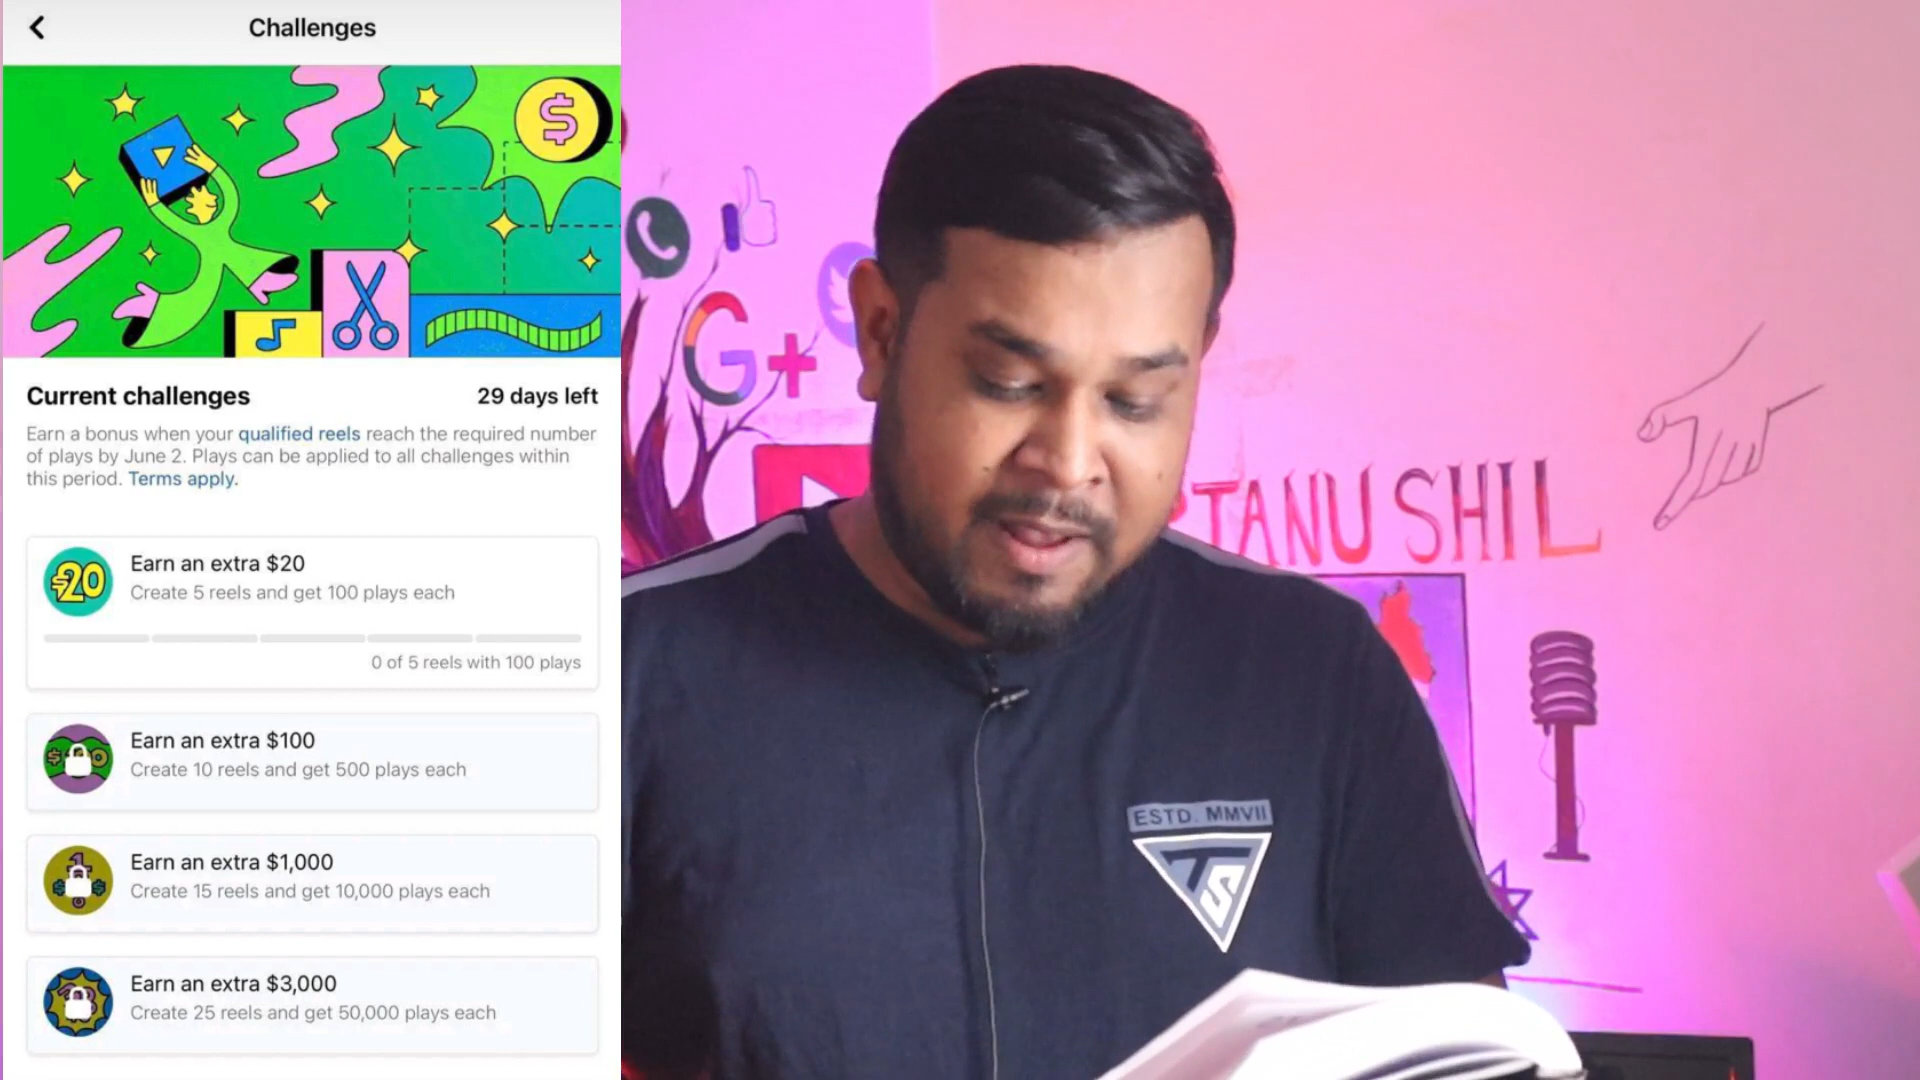 Challenges
Current challenges
29 days left
Earn a bonus when your qualified reels reach the required number
of plays by June 2. Plays can be applied to all challenges within
this period. Terms apply.
$20
Earn an extra $20
Create 5 reels and get 100 plays each
0 of 5 reels with 100 plays
Earn an extra $100
Create 10 reels and get 500 plays each
Earn an extra $1,000
Create 15 reels and get 10,000 plays each
Earn an extra $3,000
Create 25 reels and get 50,000 plays each
G+
TANU SHIL
ESTD. MMVII
TS